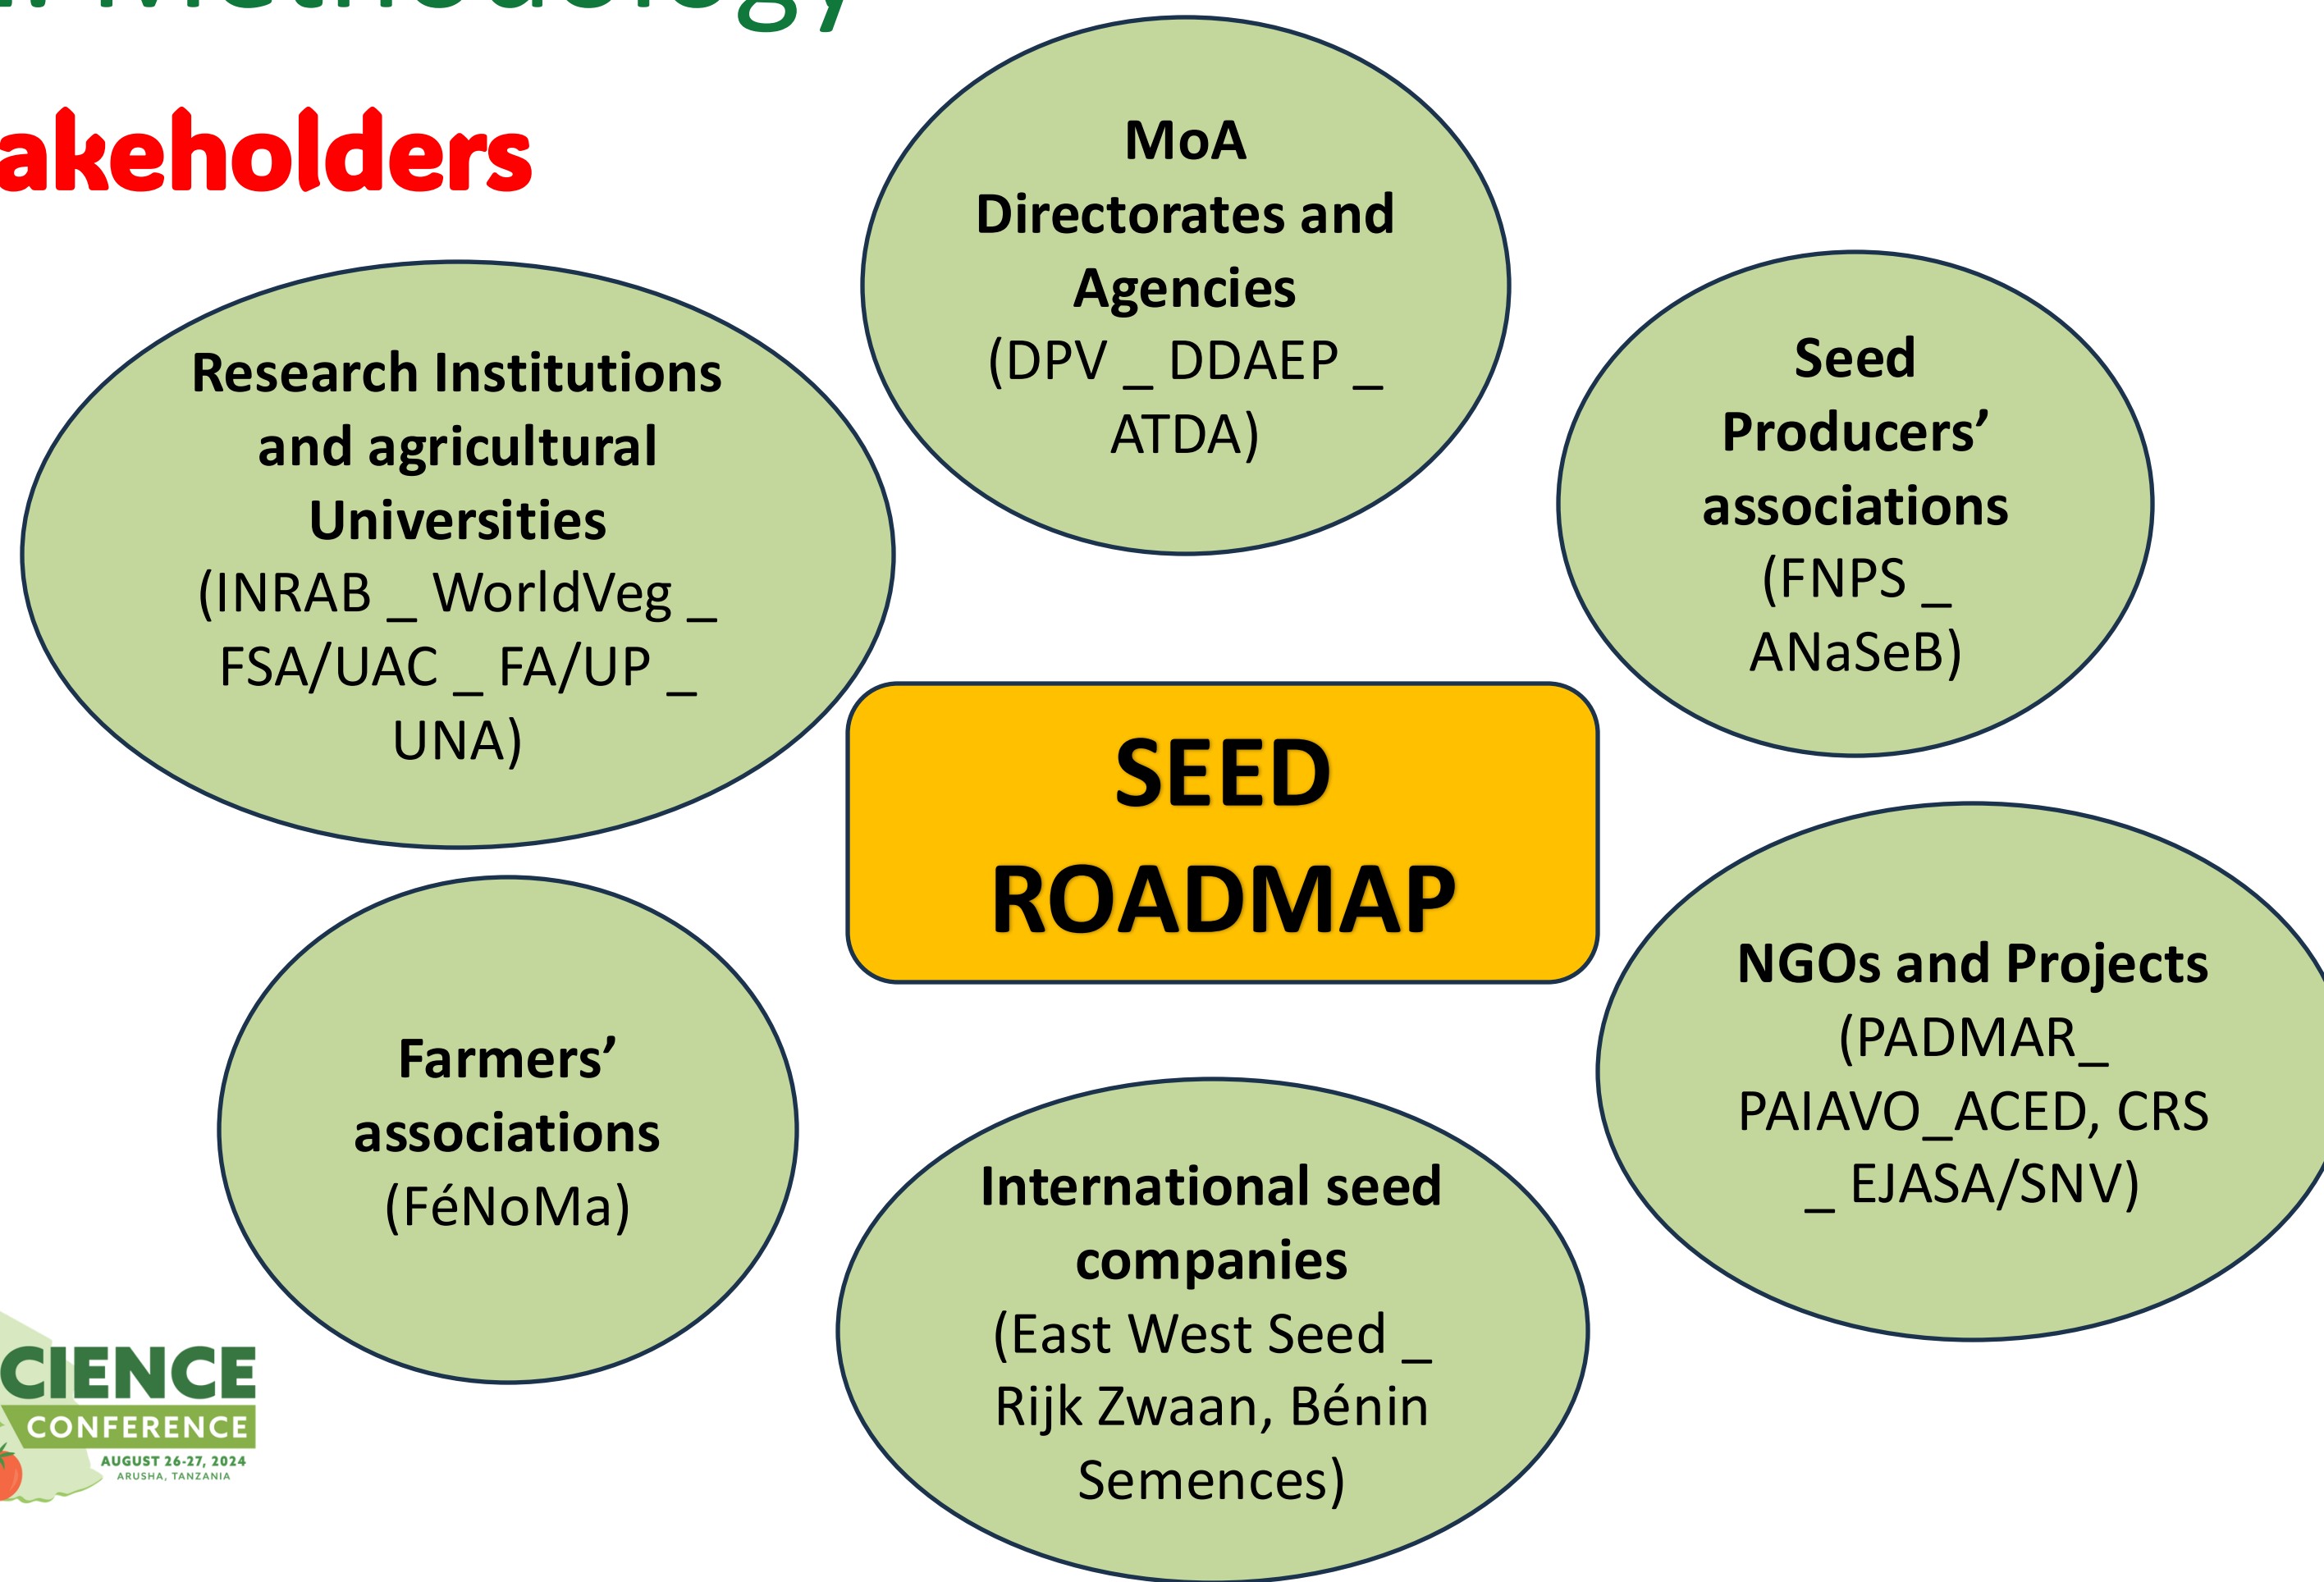 akeholders
MoA
Directorates and
Agencies
(DPV _ DDAEP _
ATDA)
Research Institutions
and agricultural
Universities
(INRAB _ WorldVeg _
FSA/UAC _ FA/UP _
UNA)
Seed
Producers’
associations
(FNPS _
ANaSeB)
SEED
ROADMAP
NGOs and Projects
(PADMAR_
PAIAVO_ACED, CRS
_ EJASA/SNV)
Farmers’
associations
(FéNoMa)
International seed
companies
(East West Seed _
Rijk Zwaan, Bénin
Semences)
CIENCE
CONFERENCE
AUGUST 26-27, 2024
ARUSHA, TANZANIA